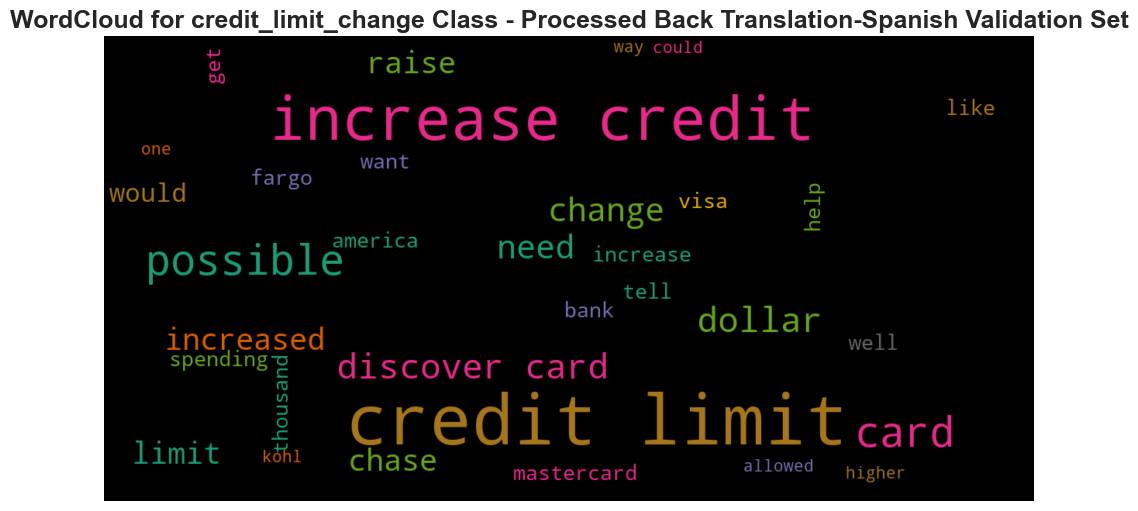 WordCloud for credit_limit_change Class - Processed Back Translation-Spanish Validation Set
way could
get
raise
increase credit
like
one
want
fargo
would
visa
help
change
america
need
increase
possible
tell
bank
dollar
increased
well
spending
discover card
thousand
credit limit
card
limit
kohl
chase
mastercard
allowed
higher